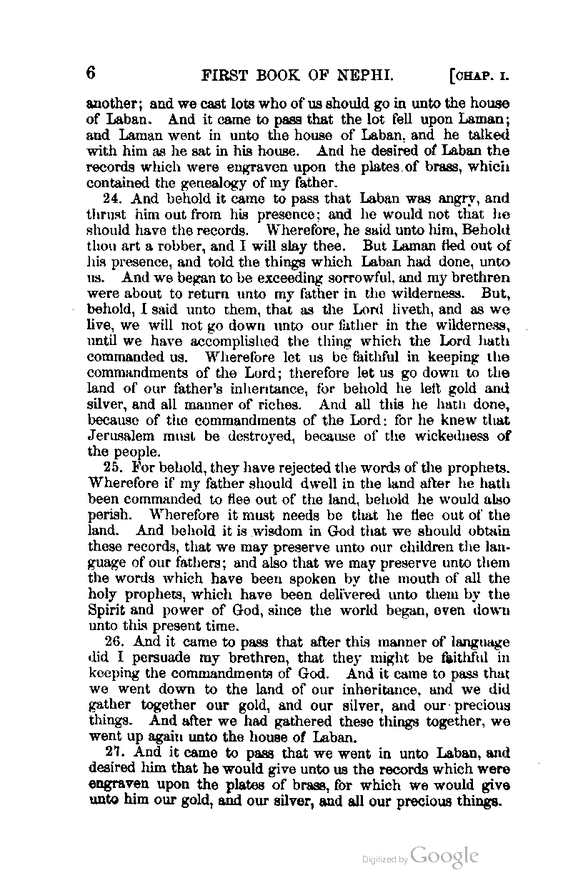 6 FIRST BOOK OF NEPHI. [CHAP. I.
another; and we cast lots who of us should go in unto the house
of Laban. And it came to pass that the lot fell upon Laman;
and Laman went in unto the house of Laban, and he talked
with him as he sat in his house. And he desired of Laban the
records which were engraven upon the plates of brass, which
contained the genealogy of my father.
24. And behold it came to pass that Laban was angry, and
thrust him out from his presence; and he would not that he
should have the records. Wherefore, he said unto him, Behold
thou art a robber, and I will slay thee. But Laman fled out of
his presence, and told the things which Laban had done, unto
us. And we began to be exceeding sorrowful, and my brethren
were about to return unto my father in the wilderness. But,
behold, I said unto them, that as the Lord liveth, and as we
live, we will not go down unto our father in the wilderness,
until we have accomplished the thing which the Lord hath
commanded us. Wherefore let us be faithful in keeping the
commandments of the Lord; therefore let us go down to the
land of our father's inheritance, for behold he left gold and
silver, and all manner of riches. And all this he hath done,
because of the commandments of the Lord: for he knew that
Jerusalem must be destroyed, because of the wickedness of
the people.
25. For behold, they have rejected the words of the prophets.
Wherefore if my father should dwell in the land after he hath
been commanded to flee out of the land, behold he would also
perish. Wherefore it must needs be that he flee out of the
land. And behold it is wisdom in God that we should obtain
these records, that we may preserve unto our children the lan-
guage of our fathers; and also that we may preserve unto them
the words which have been spoken by the mouth of all the
holy prophets, which have been delivered unto them by the
Spirit and power of God, since the world began, even down
unto this present time.
26. And it came to pass that after this manner of language
did I persuade my brethren, that they might be faithful in
keeping the commandments of God. And it came to pass that
we went down to the land of our inheritance, and we did
gather together our gold, and our silver, and our precious
things. And after we had gathered these things together, we
went up again unto the house of Laban.
27. And it came to pass that we went in unto Laban, and
desired him that he would give unto us the records which were
engraven upon the plates of brass, for which we would give
unto him our gold, and our silver, and all our precious things.
Digitized by Google